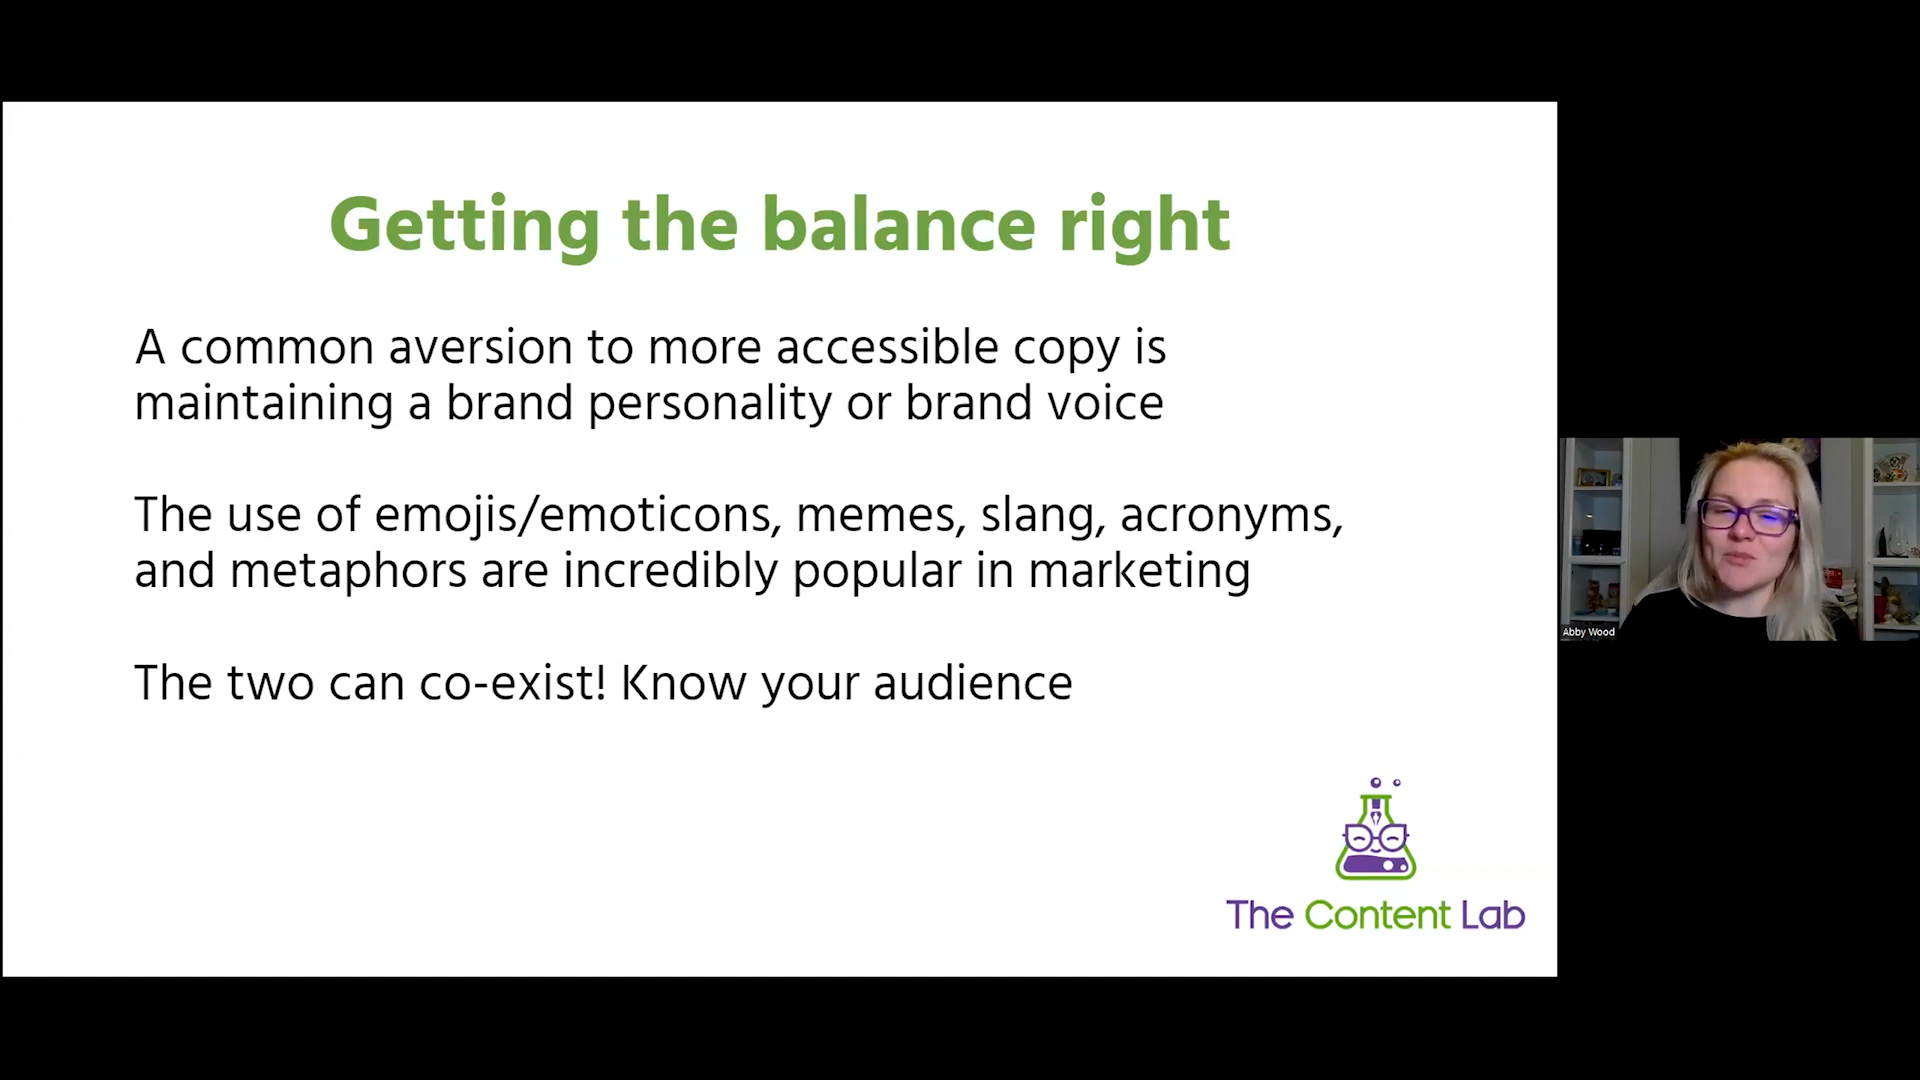 Getting the balance right
A common aversion to more accessible copy is
maintaining a brand personality or brand voice
The use of emojis/emoticons, memes, slang, acronyms,
and metaphors are incredibly popular in marketing
The two can co-exist! Know your audience
Abby Wood
The Content Lab